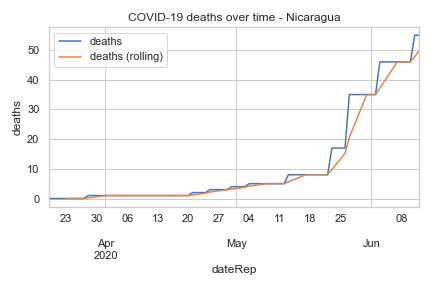 COVID-19 deaths over time - Nicaragua
deaths
deaths (rolling)
deaths
50
40
30
20
10
0
23 30 06 13 20 27 04 11 18 25 08
Apr May Jun
2020
dateRep